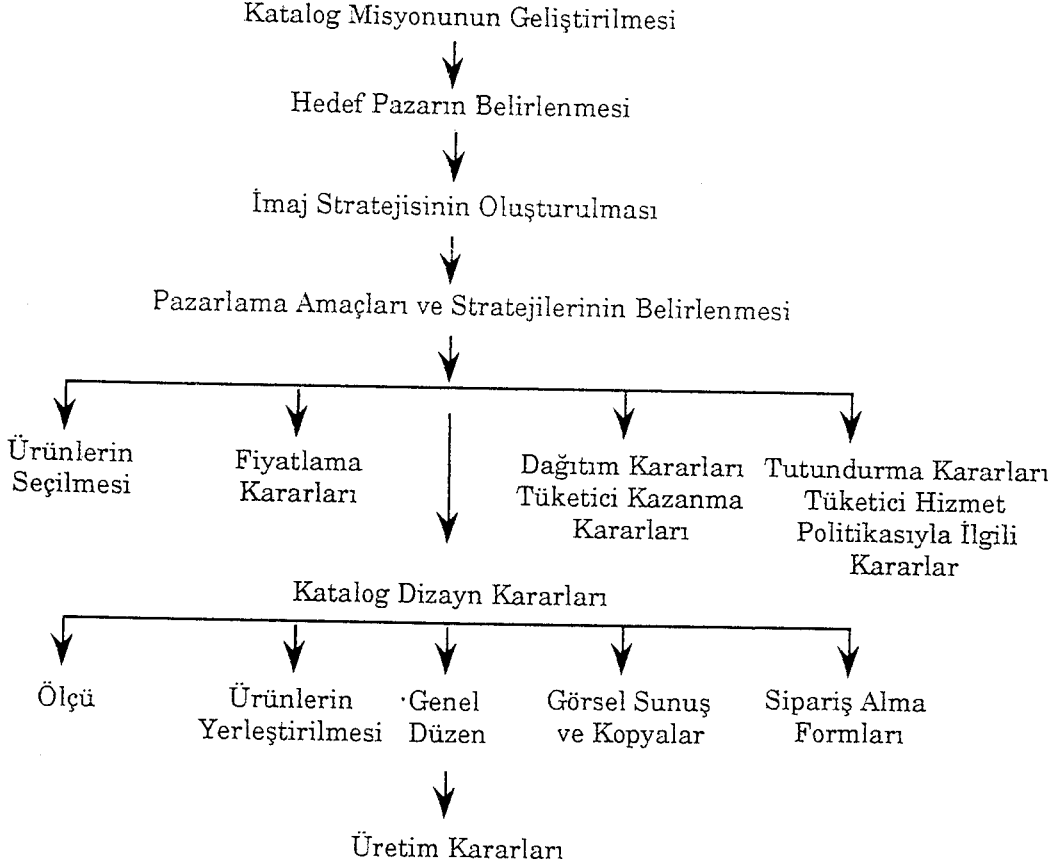 Katalog Misyonunun Geliştirilmesi
Hedef Pazarın Belirlenmesi
İmaj Stratejisinin Oluşturulması
Pazarlama Amaçları ve Stratejilerinin Belirlenmesi
Ürünlerin
Seçilmesi
Fiyatlama
Kararları
Dağıtım Kararları
Tüketici Kazanma
Kararları
Tutundurma Kararları
Tüketici Hizmet
Politikasıyla İlgili
Kararlar
Katalog Dizayn Kararları
Ölçü
Ürünlerin
Yerleştirilmesi
Genel
Düzen
Görsel Sunuş
ve Kopyalar
Sipariş Alma
Formları
Üretim Kararları